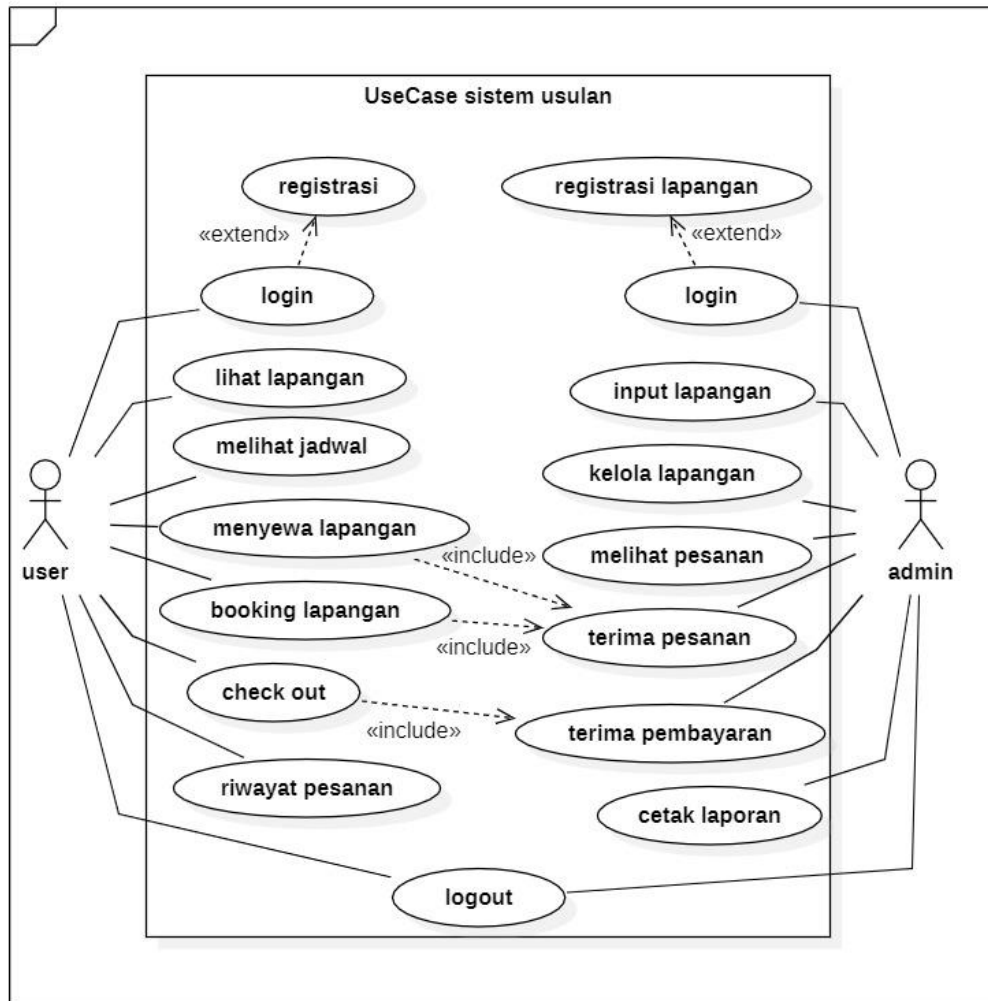 UseCase sistem usulan
registrasi
registrasi lapangan
«extend»
«extend»
login
login
lihat lapangan
input lapangan
melihat jadwal
kelola lapangan
menyewa lapangan
«include»
melihat pesanan
user
admin
booking lapangan
«include»
terima pesanan
check out
«include»
terima pembayaran
riwayat pesanan
cetak laporan
logout